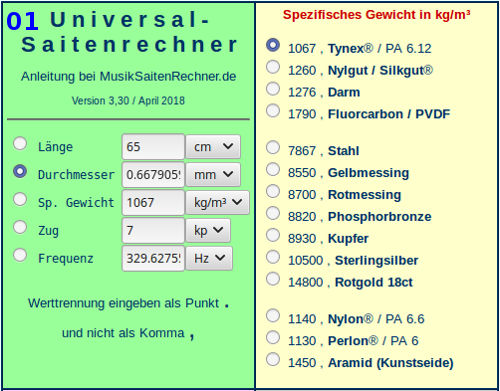 01 Universal-
Saitenrechner
Anleitung bei MusikSaitenRechner.de
Version 3,30 / April 2018
Länge 65 cm
Durchmesser 0.667905 mm
Sp. Gewicht 1067 kg/m³
Zug 7 kp
Frequenz 329.6275 Hz
Werttrennung eingeben als Punkt .
und nicht als Komma ,
Spezifisches Gewicht in kg/m³
1067 , Tynex® / PA 6.12
1260 , Nylgut / Silkgut®
1276 , Darm
1790 , Fluorcarbon / PVDF
7867 , Stahl
8550 , Gelbmessing
8700 , Rotmessing
8820 , Phosphorbronze
8930 , Kupfer
10500 , Sterlingsilber
14800 , Rotgold 18ct
1140 , Nylon® / PA 6.6
1130 , Perlon® / PA 6
1450 , Aramid (Kunstseide)